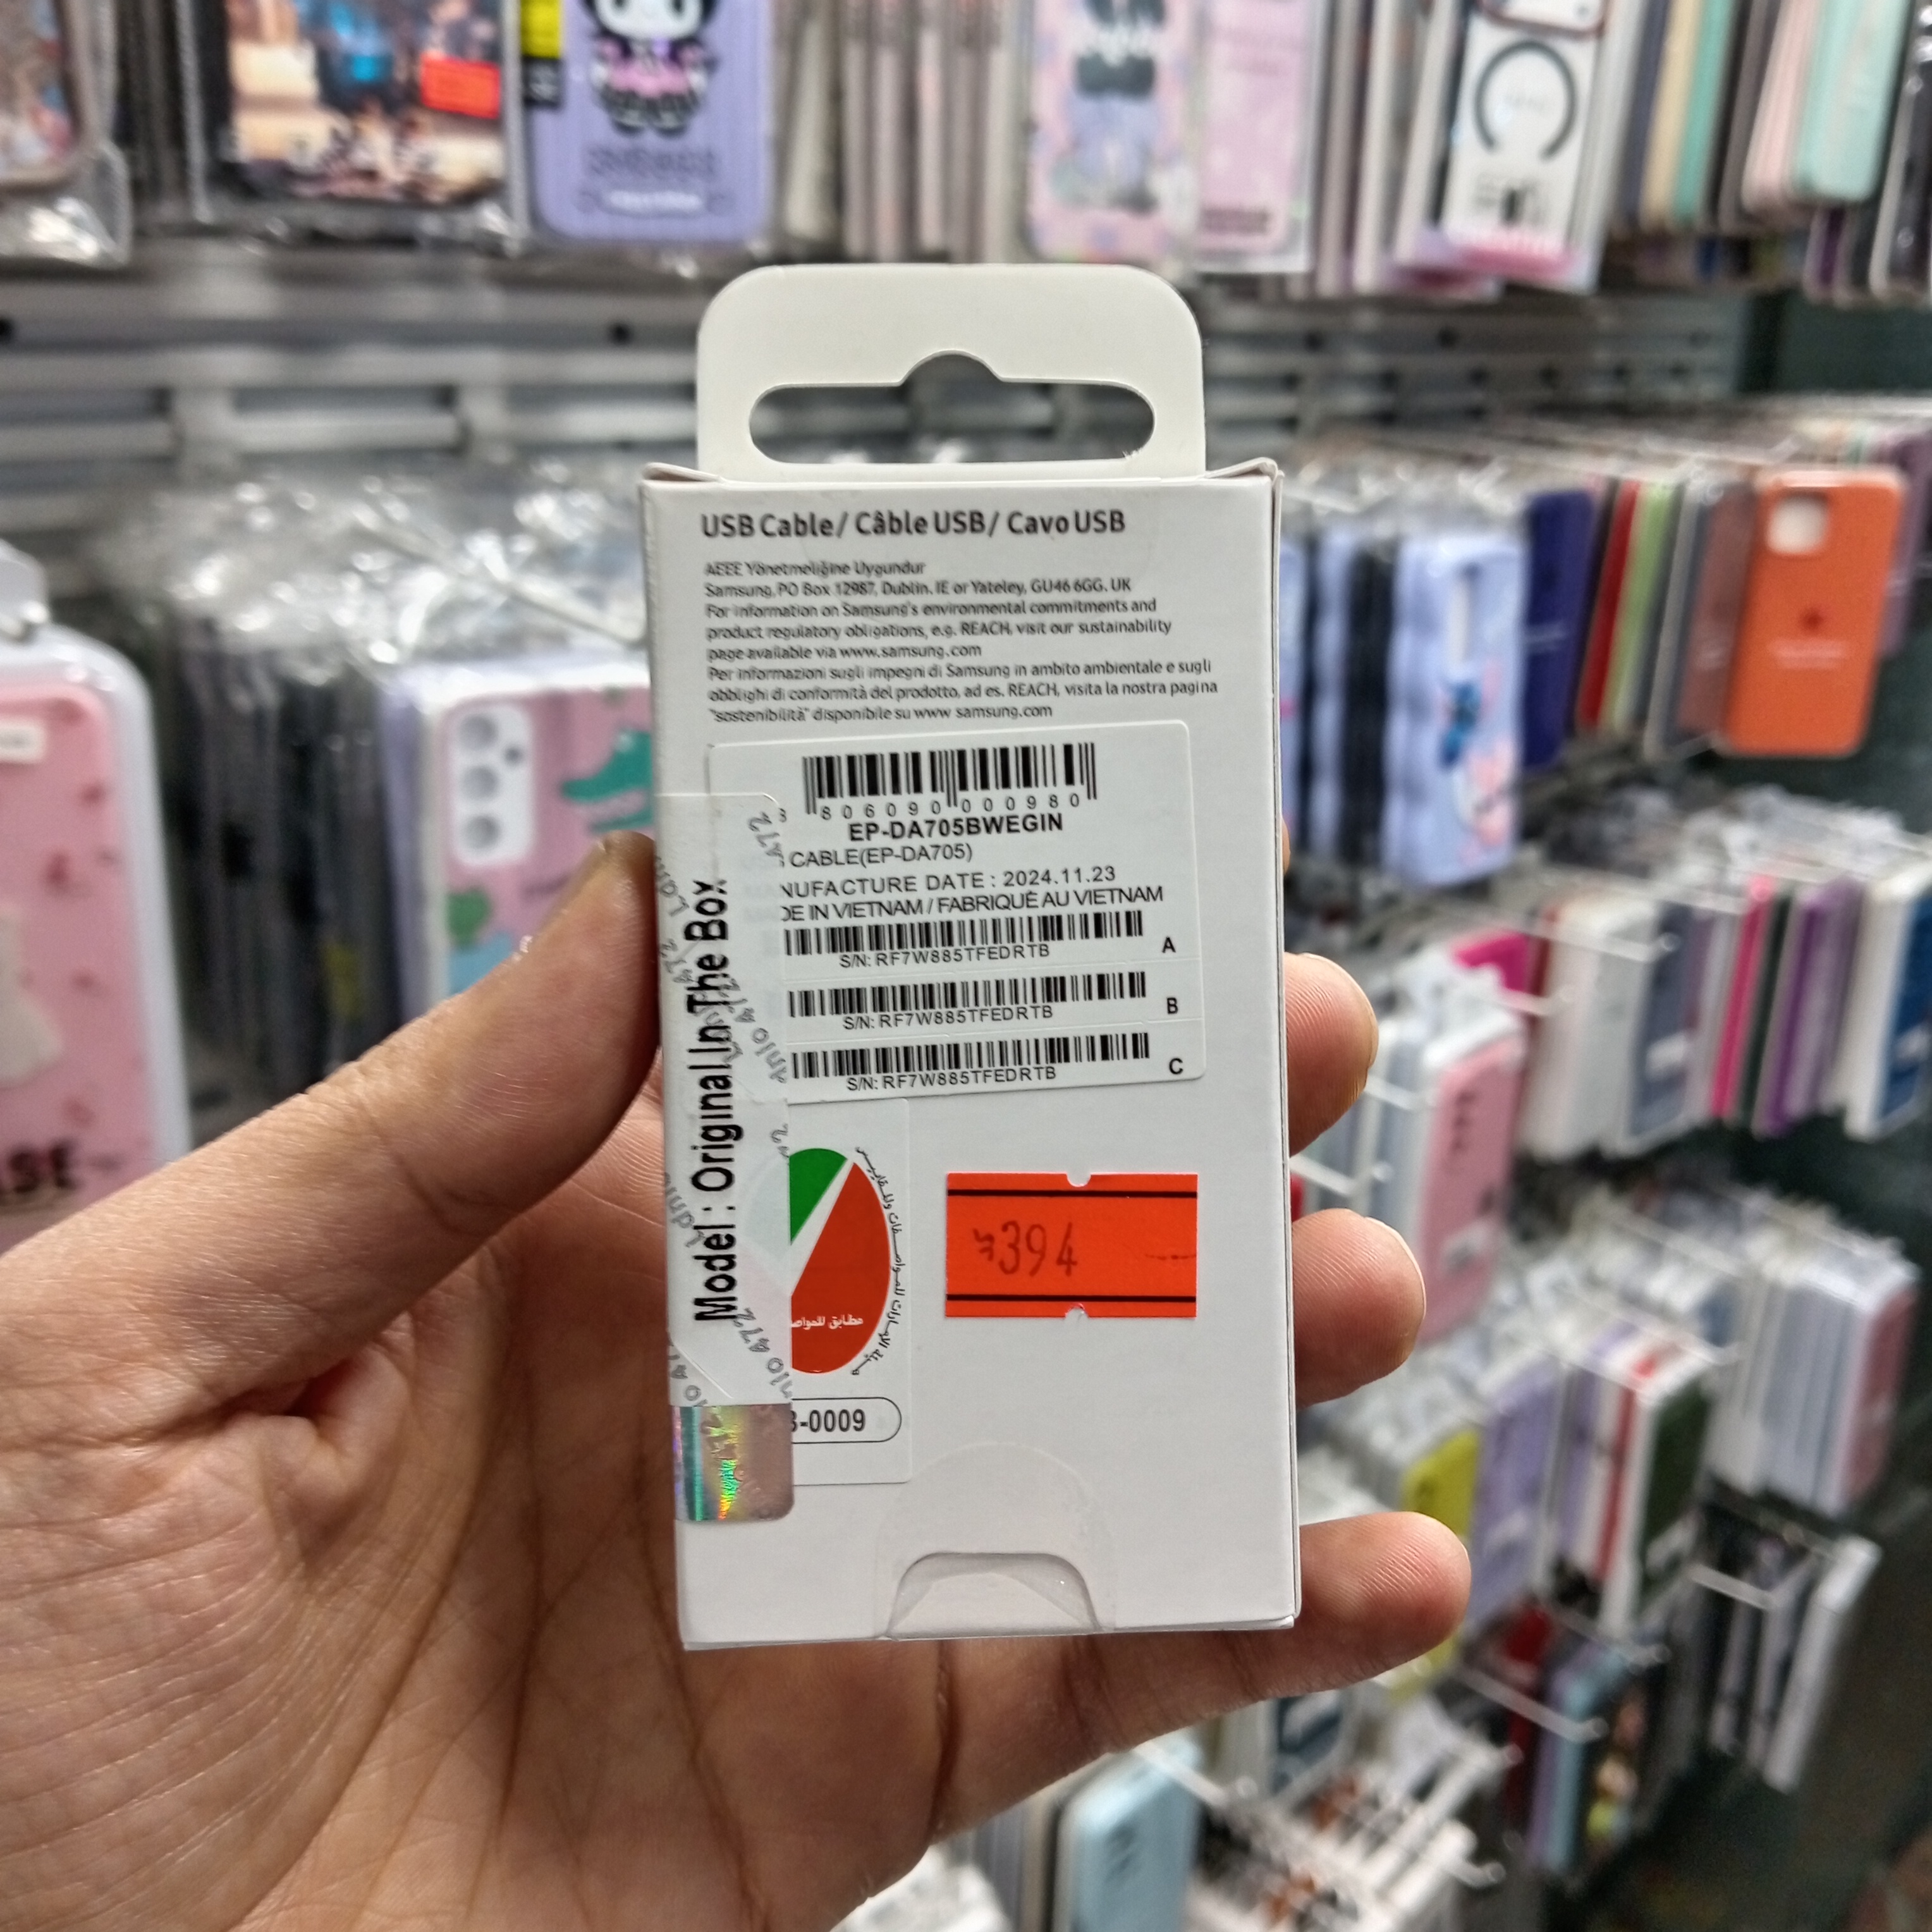 USB Cable/ Câble USB/ Cavo USB
AEEE Yönetmeliğine Uygundur
Samsung, PO Box 12987, Dublin. IE or Yateley, GU46 6GG. UK
For information on Samsung's environmental commitments and
product regulatory obligations, e.g. REACH, visit our sustainability
page available via www.samsung.com
Per informazioni sugli impegni di Samsung in ambito ambientale e sugli
obblighi di conformità del prodotto, ad es. REACH, visita la nostra pagina
"sostenibilità" disponibile su www samsung.com
8 806090 000980
EP-DA705BWEGIN
CABLE(EP-DA705)
NUFACTURE DATE : 2024.11.23
DE IN VIETNAM / FABRIQUÉ AU VIETNAM
S/N: RF7W885TFEDRTB A
S/N: RF7W885TFEDRTB B
S/N: RF7W885TFEDRTB C
Model : Original In The Box
مطابق للمواص
394
3-0009